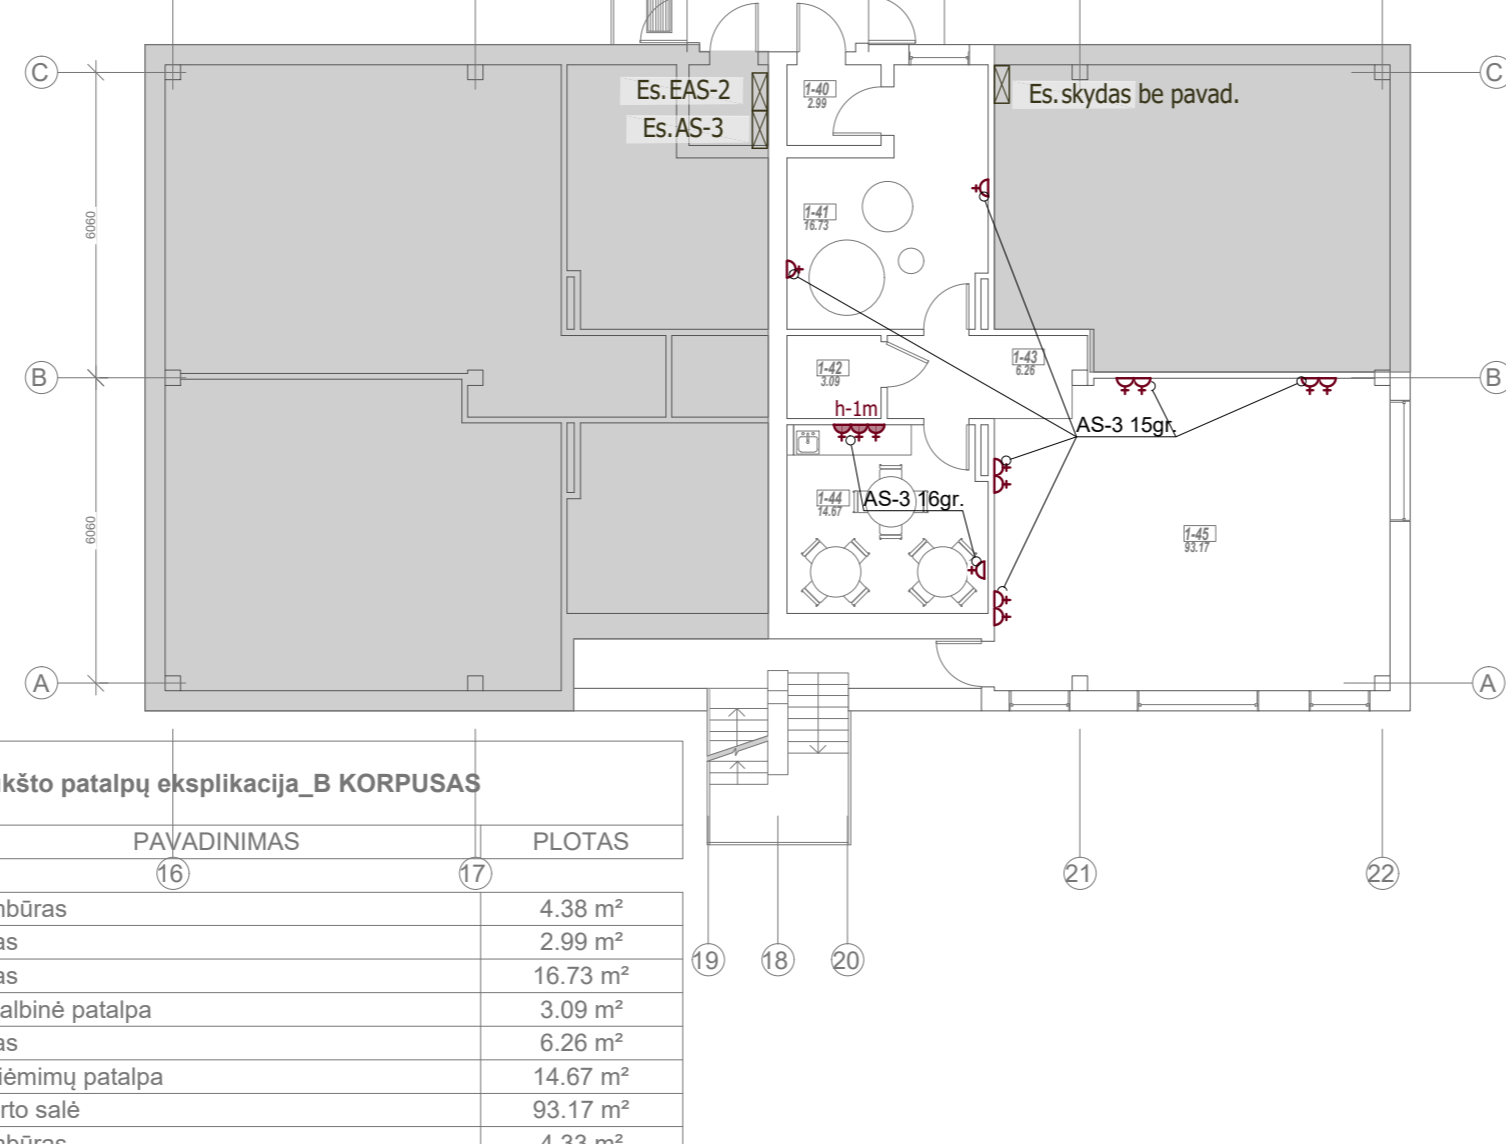 C
C
Es.EAS-2
Es.AS-3
1-40
2.99
Es.skydas be pavad.
6060
1-41
16.73
B
B
1-42
3.09
1-43
6.26
h-1m
AS-3 15gr.
6060
1-44
14.67
AS-3 16gr.
1-45
93.17
A
A
kšto patalpų eksplikacija_B KORPUSAS
PAVADINIMAS PLOTAS
16
17
21
22
nbūras 4.38 m²
as 2.99 m²
as 16.73 m²
albinė patalpa 3.09 m²
as 6.26 m²
iėmimų patalpa 14.67 m²
rto salė 93.17 m²
nbūras 4.33 m²
19
18
20